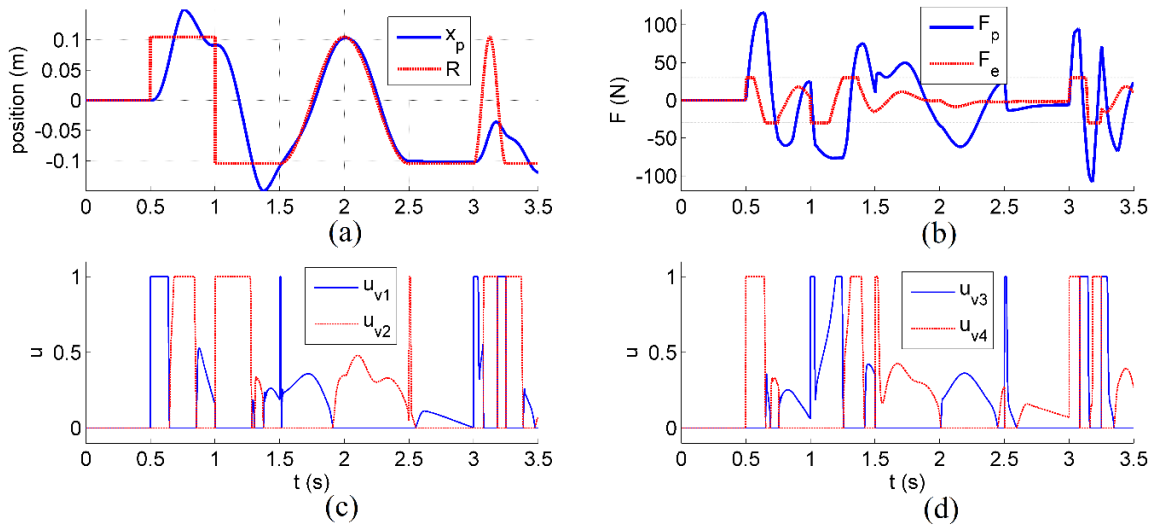 position (m)
0.1
0.05
0
-0.05
-0.1
x_p
R
0 0.5 1 1.5 2 2.5 3 3.5
(a)
F (N)
100
50
0
-50
-100
F_p
F_e
0 0.5 1 1.5 2 2.5 3 3.5
(b)
u
1
0.5
0
u_v1
u_v2
0 0.5 1 1.5 2 2.5 3 3.5
t (s)
(c)
u
1
0.5
0
u_v3
u_v4
0 0.5 1 1.5 2 2.5 3 3.5
t (s)
(d)